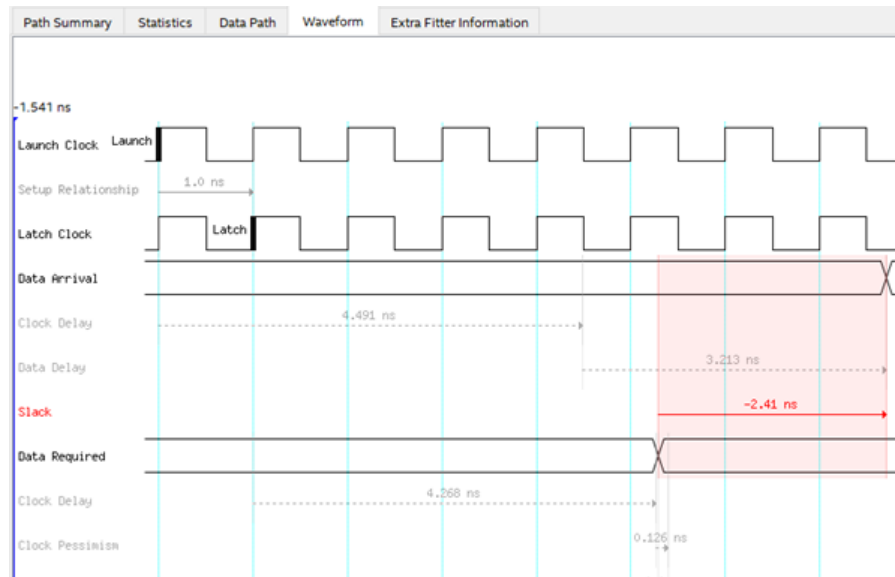 Path Summary Statistics Data Path Waveform Extra Fitter Information
-1.541 ns
Launch Clock Launch
Setup Relationship 1.0 ns
Latch Clock Latch
Data Arrival
Clock Delay 4.491 ns
Data Delay 3.213 ns
Slack -2.41 ns
Data Required
Clock Delay 4.268 ns
Clock Pessimism 0.126 ns